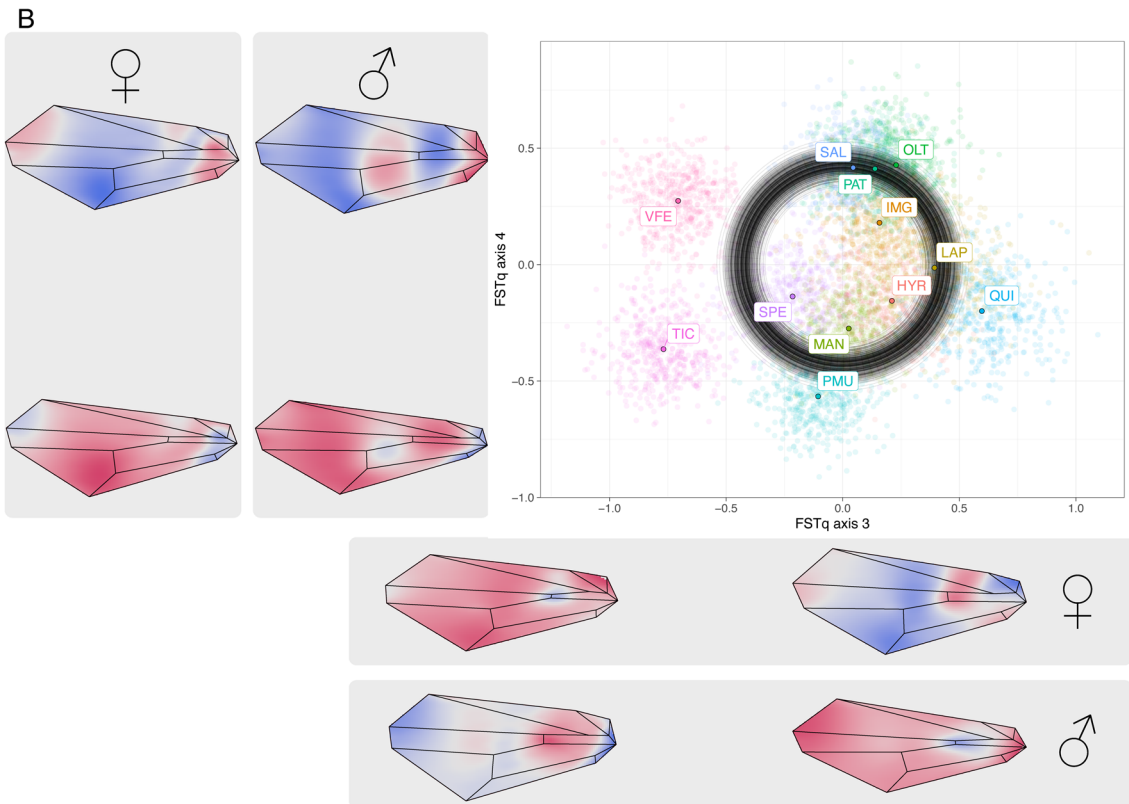 B
♀ ♂
FSTq axis 4
0.5
0.0
−0.5
−1.0
SAL
OLT
PAT
VFE
IMG
LAP
HYR
QUI
SPE
TIC
MAN
PMU
−1.0 −0.5 0.0 0.5 1.0
FSTq axis 3
♀
♂